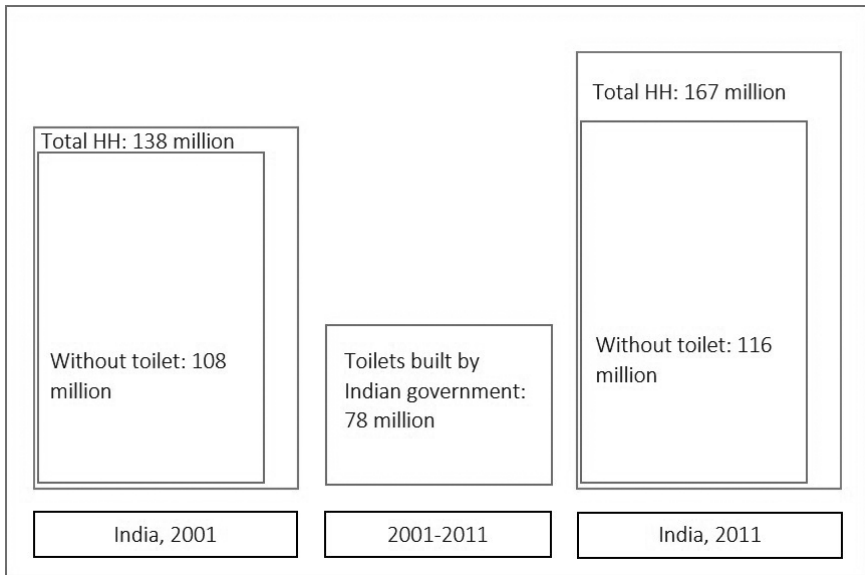 Total HH: 138 million
Without toilet: 108
million
India, 2001
Toilets built by
Indian government:
78 million
2001-2011
Total HH: 167 million
Without toilet: 116
million
India, 2011